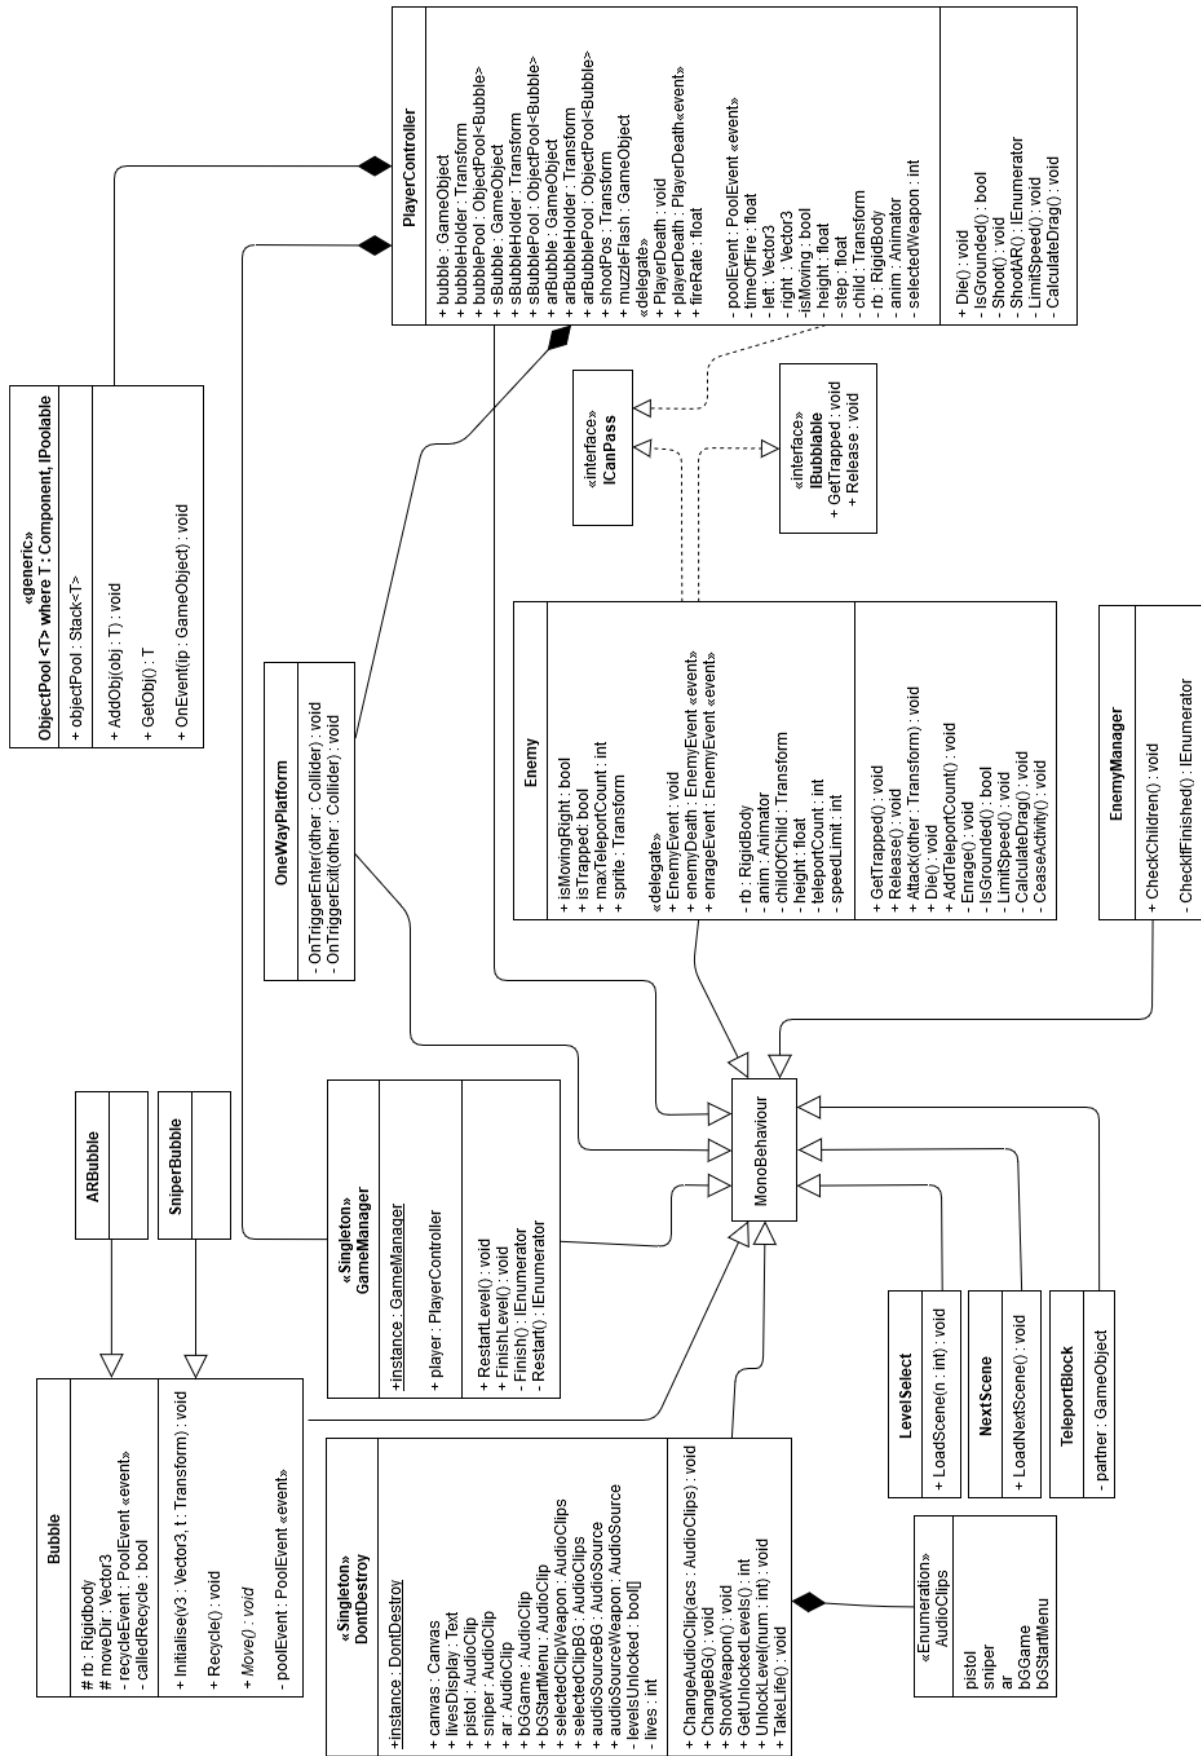 Bubble
# rb : Rigidbody
# moveDir : Vector3
- recycleEvent : PoolEvent «event»
- calledRecycle : bool
+ Initialise(v3 : Vector3, t : Transform) : void
+ Recycle() : void
+ Move() : void
- poolEvent : PoolEvent «event»
ARBubble
SniperBubble
«generic»
ObjectPool <T> where T : Component, IPoolable
+ objectPool : Stack<T>
+ AddObj(obj : T) : void
+ GetObj() : T
+ OnEvent(ip : GameObject) : void
«Singleton»
DontDestroy
+instance : DontDestroy
+ canvas : Canvas
+ livesDisplay : Text
+ pistol : AudioClip
+ sniper : AudioClip
+ ar : AudioClip
+ bGGame : AudioClip
+ bGStartMenu : AudioClip
+ selectedClipWeapon : AudioClips
+ selectedClipBG : AudioClips
+ audioSourceBG : AudioSource
+ audioSourceWeapon : AudioSource
- levelsUnlocked : bool[]
- lives : int
+ ChangeAudioClip(acs : AudioClips) : void
+ ChangeBG() : void
+ ShootWeapon() : void
+ GetUnlockedLevels() : int
+ UnlockLevel(num : int) : void
+ TakeLife() : void
«Singleton»
GameManager
+instance : GameManager
+ player : PlayerController
+ RestartLevel() : void
+ FinishLevel() : void
- Finish() : IEnumerator
- Restart() : IEnumerator
OneWayPlatform
- OnTriggerEnter(other : Collider) : void
- OnTriggerExit(other : Collider) : void
PlayerController
+ bubble : GameObject
+ bubbleHolder : Transform
+ bubblePool : ObjectPool<Bubble>
+ sBubble : GameObject
+ sBubbleHolder : Transform
+ sBubblePool : ObjectPool<Bubble>
+ arBubble : GameObject
+ arBubbleHolder : Transform
+ arBubblePool : ObjectPool<Bubble>
+ shootPos : Transform
+ muzzleFlash : GameObject
«delegate»
+ PlayerDeath : void
+ playerDeath : PlayerDeath«event»
+ fireRate : float
- poolEvent : PoolEvent «event»
- timeOfFire : float
- left : Vector3
- right : Vector3
-isMoving : bool
- height : float
- step : float
- child : Transform
- rb : RigidBody
- anim : Animator
- selectedWeapon : int
+ Die() : void
- IsGrounded() : bool
- Shoot() : void
- ShootAR() : IEnumerator
- LimitSpeed() : void
- CalculateDrag() : void
«interface»
ICanPass
«interface»
IBubblable
+ GetTrapped : void
+ Release : void
Enemy
+ isMovingRight : bool
+ isTrapped: bool
+ maxTeleportCount : int
+ sprite : Transform
«delegate»
+ EnemyEvent : void
+ enemyDeath : EnemyEvent «event»
+ enrageEvent : EnemyEvent «event»
- rb : RigidBody
- anim : Animator
- childOfChild : Transform
- height : float
- teleportCount : int
- speedLimit : int
+ GetTrapped() : void
+ Release() : void
+ Attack(other : Transform) : void
+ Die() : void
+ AddTeleportCount() : void
- Enrage() : void
- IsGrounded() : bool
- LimitSpeed() : void
- CalculateDrag() : void
- CeaseActivity() : void
EnemyManager
+ CheckChildren() : void
- CheckIfFinished() : IEnumerator
MonoBehaviour
LevelSelect
+ LoadScene(n : int) : void
NextScene
+ LoadNextScene() : void
TeleportBlock
- partner : GameObject
«Enumeration»
AudioClips
pistol
sniper
ar
bGGame
bGStartMenu